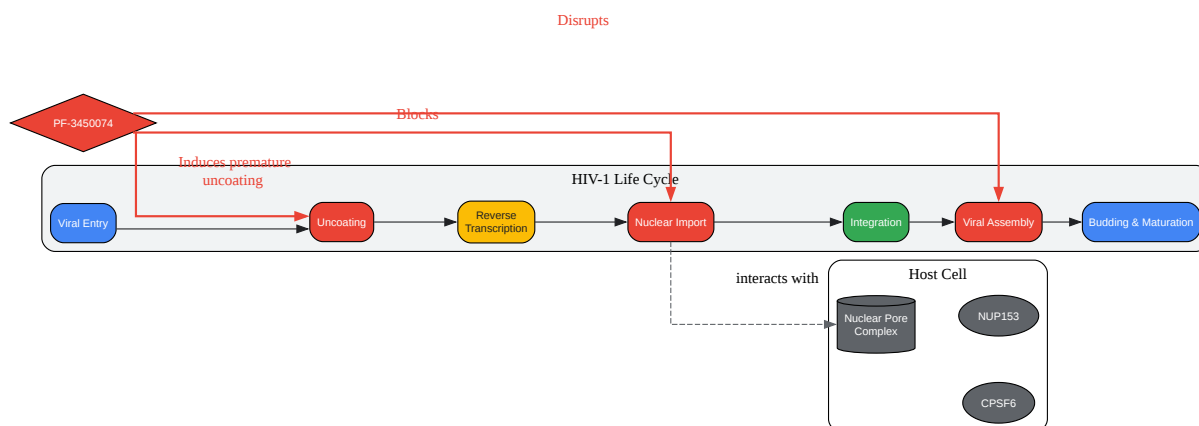 Disrupts
PF-3450074
Blocks
Induces premature
uncoating
HIV-1 Life Cycle
Viral Entry
Uncoating
Reverse
Transcription
Nuclear Import
Integration
Viral Assembly
Budding & Maturation
interacts with
Host Cell
Nuclear Pore
Complex
NUP153
CPSF6